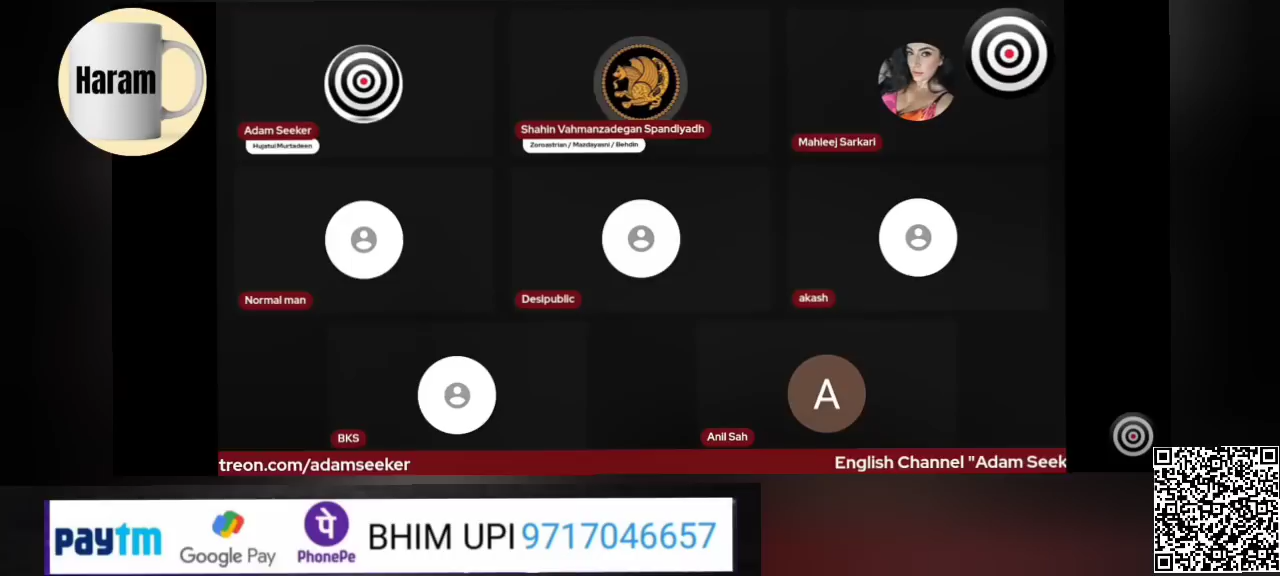 Haram
Adam Seeker
Hujatul Murtadeen
Shahin Vahmanzadegan Spandiyadh
Zoroastrian / Mazdayasni / Behdin
Mahleej Sarkari
Normal man
Desipublic
akash
BKS
A
Anil Sah
treon.com/adamseeker
English Channel "Adam Seek
paytm
Google Pay
पे
PhonePe
BHIM UPI 9717046657